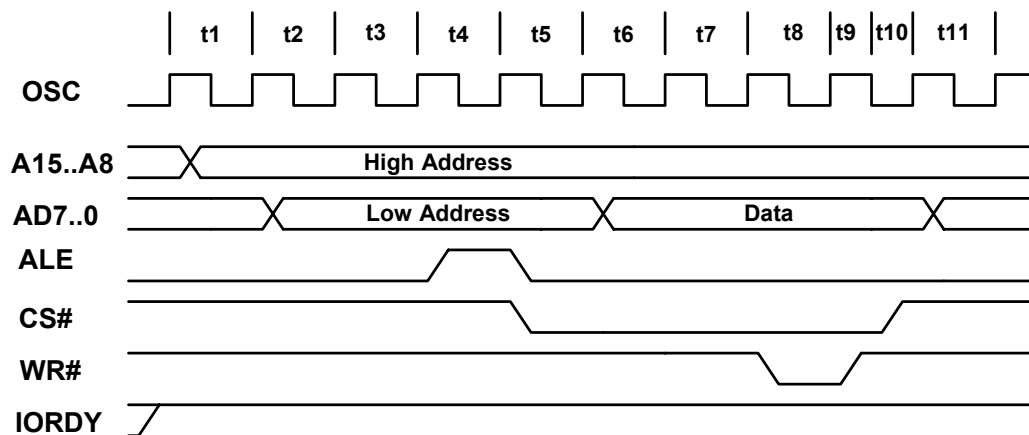 t1 t2 t3 t4 t5 t6 t7 t8 t9 t10 t11
OSC
A15..A8 High Address
AD7..0 Low Address Data
ALE
CS#
WR#
IORDY